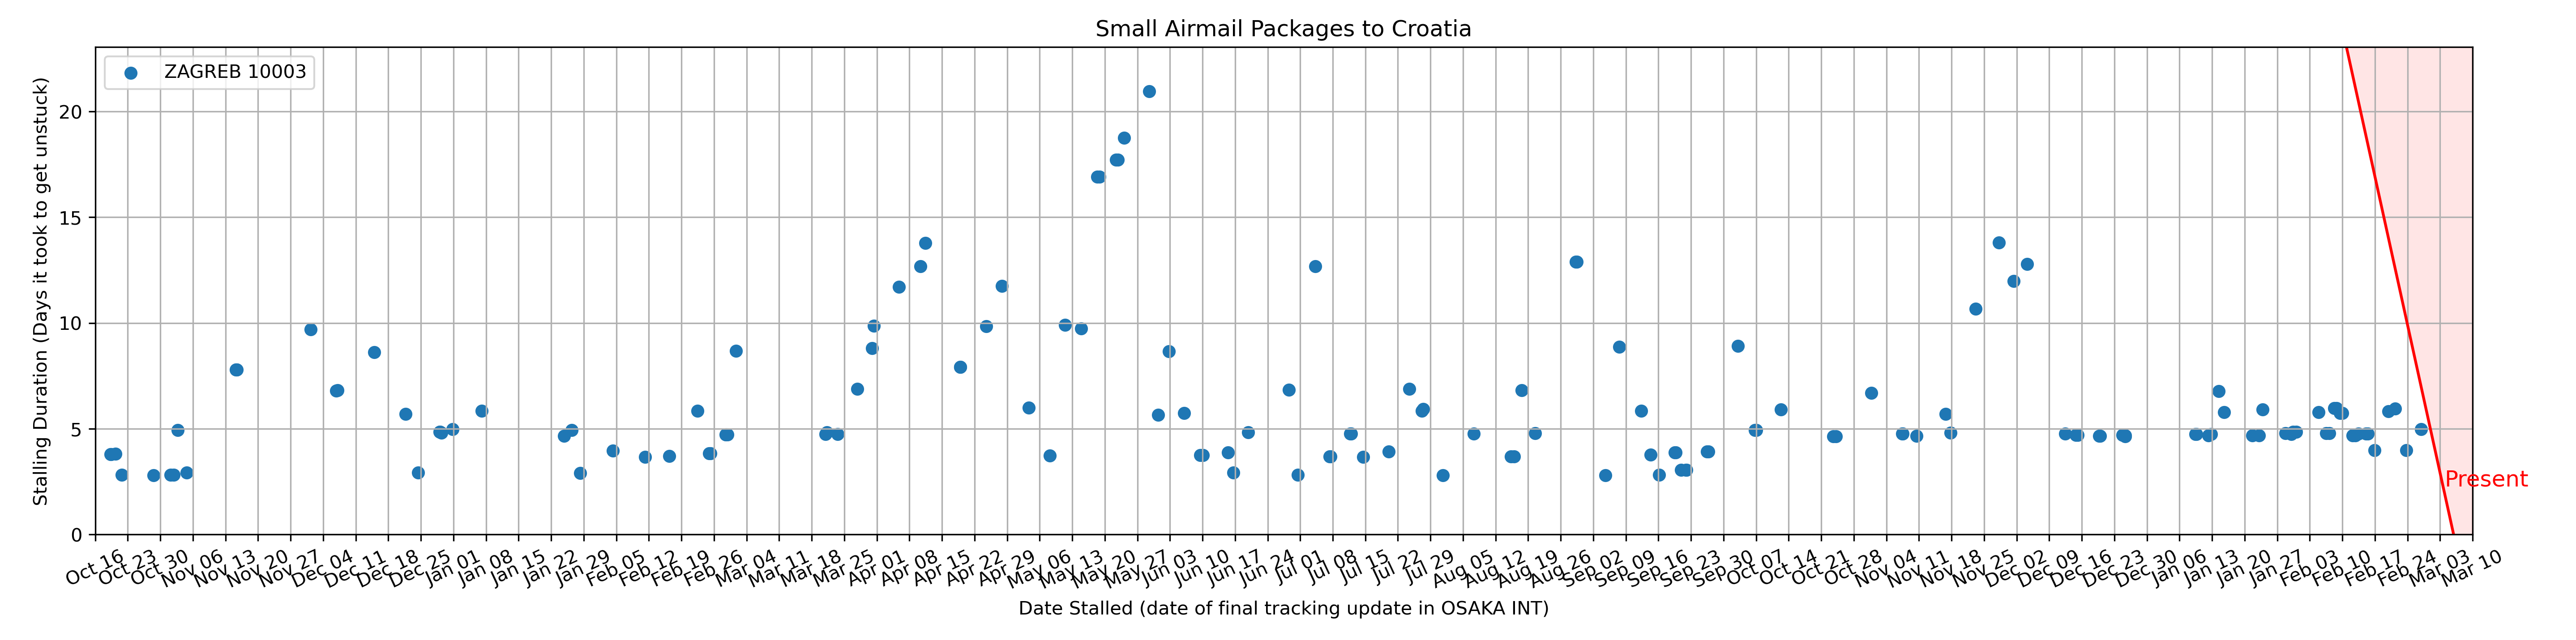 Small Airmail Packages to Croatia
ZAGREB 10003
Stalling Duration (Days it took to get unstuck)
20
15
10
5
0
Present
Oct 16 Oct 23 Oct 30 Nov 06 Nov 13 Nov 20 Nov 27 Dec 04 Dec 11 Dec 18 Dec 25 Jan 01 Jan 08 Jan 15 Jan 22 Jan 29 Feb 05 Feb 12 Feb 19 Feb 26 Mar 04 Mar 11 Mar 18 Mar 25 Apr 01 Apr 08 Apr 15 Apr 22 Apr 29 May 06 May 13 May 20 May 27 Jun 03 Jun 10 Jun 17 Jun 24 Jul 01 Jul 08 Jul 15 Jul 22 Jul 29 Aug 05 Aug 12 Aug 19 Aug 26 Sep 02 Sep 09 Sep 16 Sep 23 Sep 30 Oct 07 Oct 14 Oct 21 Oct 28 Nov 04 Nov 11 Nov 18 Nov 25 Dec 02 Dec 09 Dec 16 Dec 23 Dec 30 Jan 06 Jan 13 Jan 20 Jan 27 Feb 03 Feb 10 Feb 17 Feb 24 Mar 03 Mar 10
Date Stalled (date of final tracking update in OSAKA INT)